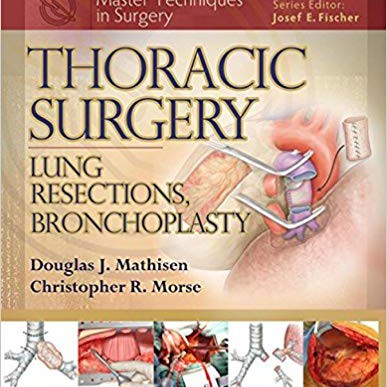 Master Techniques
in Surgery
Series Editor:
Josef E. Fischer
THORACIC
SURGERY
LUNG
RESECTIONS,
BRONCHOPLASTY
Douglas J. Mathisen
Christopher R. Morse